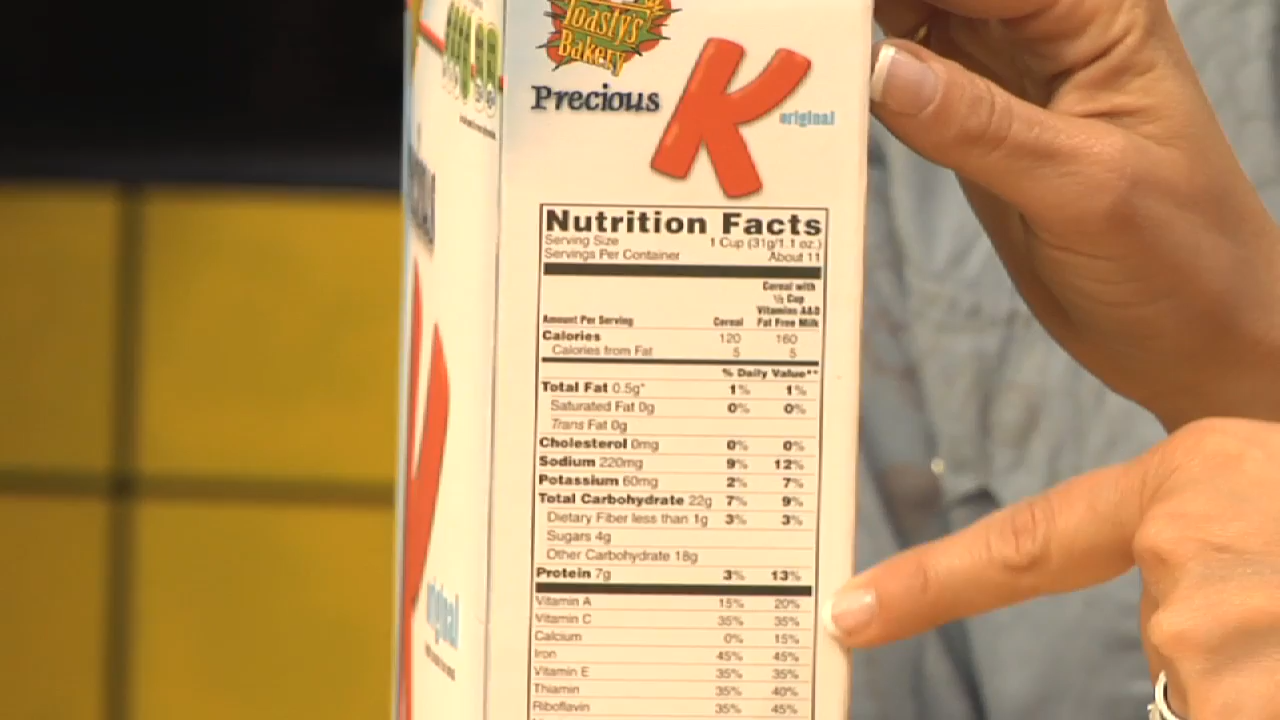 Toastys
Bakery
Precious K original
Nutrition Facts
Serving Size 1 Cup (31g/1.1 oz.)
Servings Per Container About 11
Cereal with
½ Cup
Vitamins A&D
Amount Per Serving Cereal Fat Free Milk
Calories 120 160
Calories from Fat 5 5
% Daily Value**
Total Fat 0.5g* 1% 1%
Saturated Fat 0g 0% 0%
Trans Fat 0g
Cholesterol 0mg 0% 0%
Sodium 220mg 9% 12%
Potassium 60mg 2% 7%
Total Carbohydrate 22g 7% 9%
Dietary Fiber less than 1g 3% 3%
Sugars 4g
Other Carbohydrate 18g
Protein 7g 3% 13%
Vitamin A 15% 20%
Vitamin C 35% 35%
Calcium 0% 15%
Iron 45% 45%
Vitamin E 35% 35%
Thiamin 35% 40%
Riboflavin 35% 45%
original